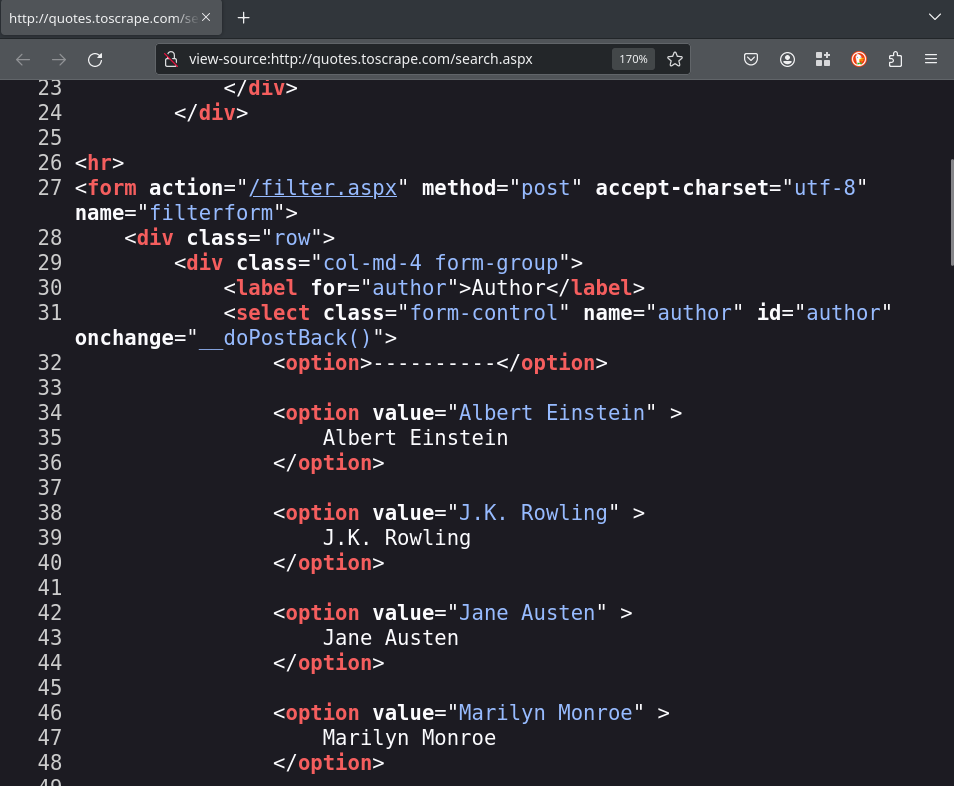 http://quotes.toscrape.com/se
view-source:http://quotes.toscrape.com/search.aspx 170%
23 </div>
24 </div>
25
26 <hr>
27 <form action="/filter.aspx" method="post" accept-charset="utf-8"
name="filterform">
28 <div class="row">
29 <div class="col-md-4 form-group">
30 <label for="author">Author</label>
31 <select class="form-control" name="author" id="author"
onchange="__doPostBack()">
32 <option>----------</option>
33
34 <option value="Albert Einstein" >
35 Albert Einstein
36 </option>
37
38 <option value="J.K. Rowling" >
39 J.K. Rowling
40 </option>
41
42 <option value="Jane Austen" >
43 Jane Austen
44 </option>
45
46 <option value="Marilyn Monroe" >
47 Marilyn Monroe
48 </option>
49